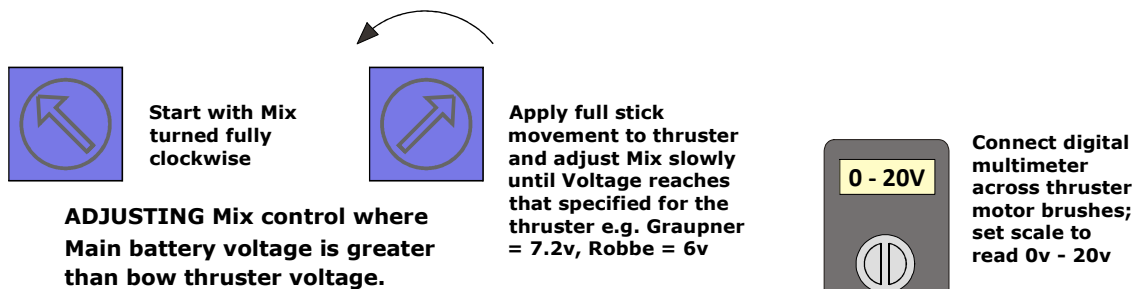 Start with Mix
turned fully
clockwise
ADJUSTING Mix control where
Main battery voltage is greater
than bow thruster voltage.
Apply full stick
movement to thruster
and adjust Mix slowly
until Voltage reaches
that specified for the
thruster e.g. Graupner
= 7.2v, Robbe = 6v
0 - 20V
Connect digital
multimeter
across thruster
motor brushes;
set scale to
read 0v - 20v